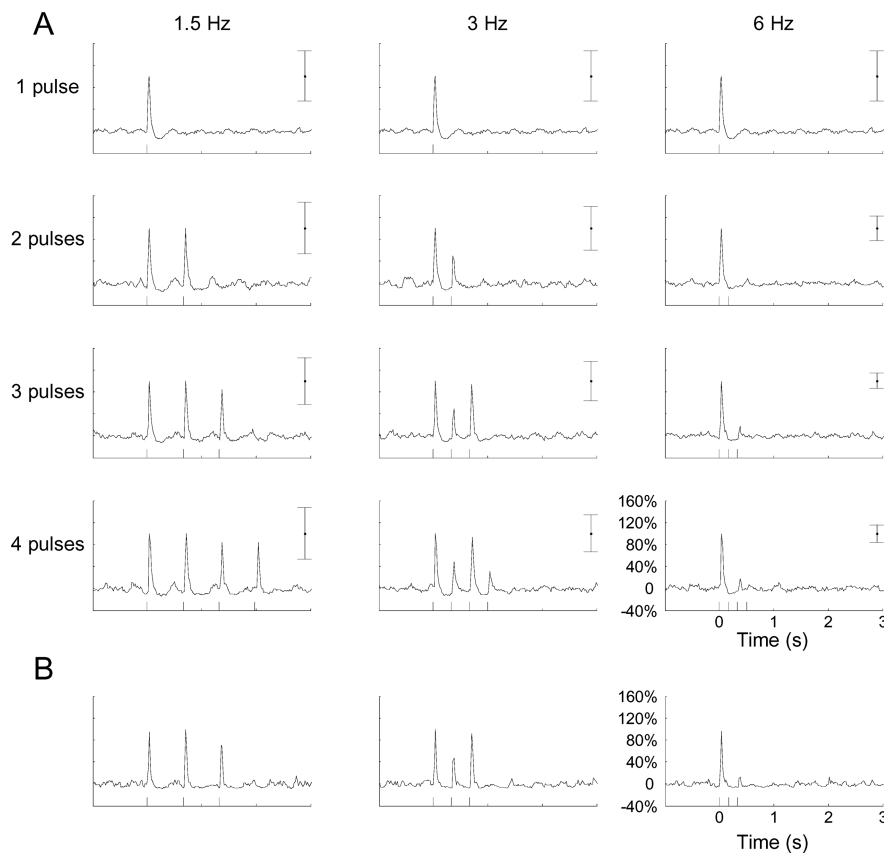 A
1.5 Hz 3 Hz 6 Hz
1 pulse
2 pulses
3 pulses
4 pulses
160%
120%
80%
40%
0
-40%
0 1 2 3
Time (s)
B
160%
120%
80%
40%
0
-40%
0 1 2 3
Time (s)